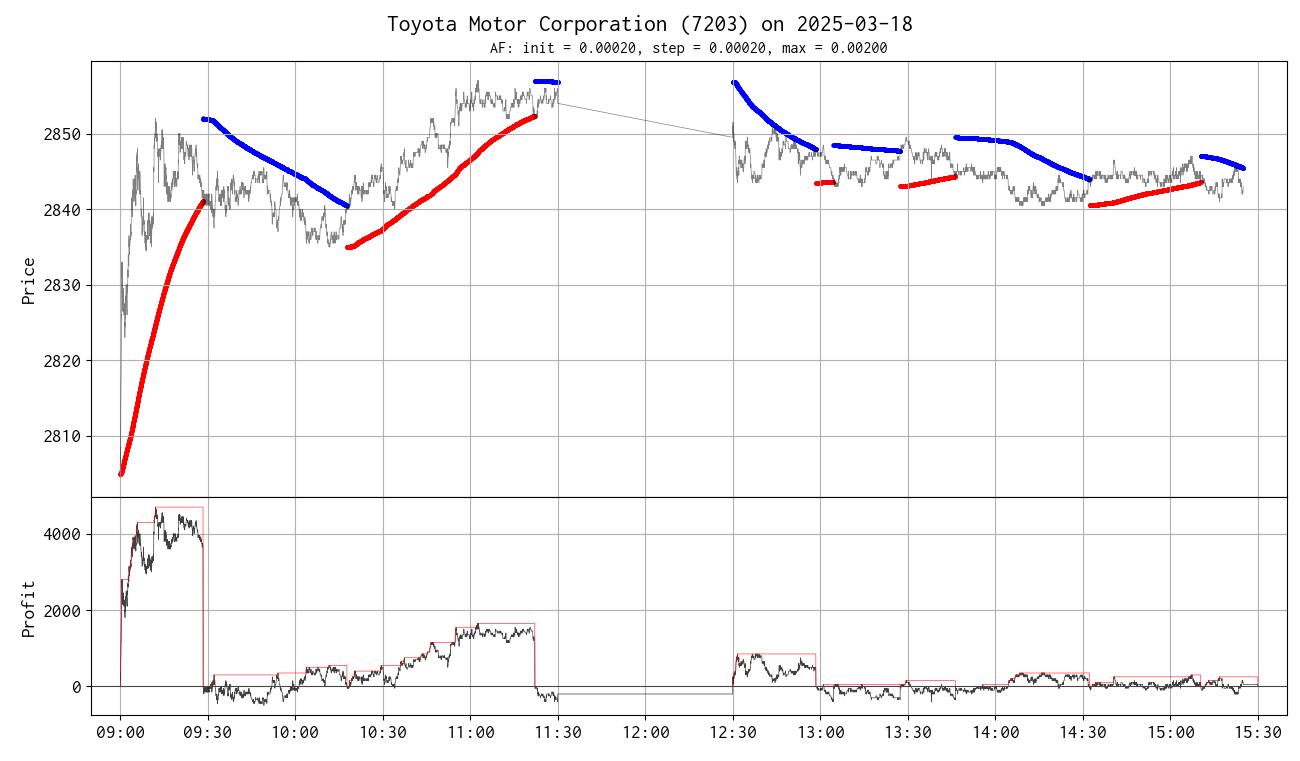 Toyota Motor Corporation (7203) on 2025-03-18
AF: init = 0.00020, step = 0.00020, max = 0.00200
Price
2850
2840
2830
2820
2810
Profit
4000
2000
0
09:00 09:30 10:00 10:30 11:00 11:30 12:00 12:30 13:00 13:30 14:00 14:30 15:00 15:30